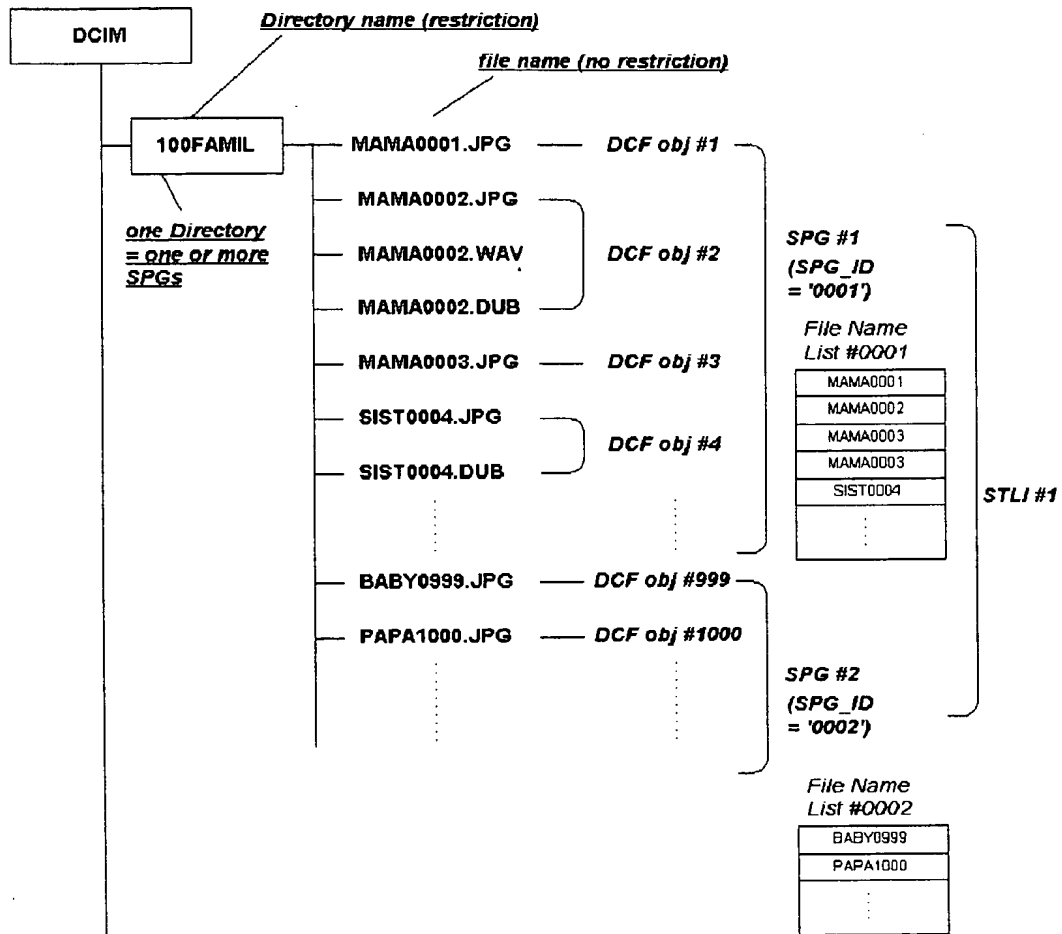 Directory name (restriction)
DCIM
file name (no restriction)
100FAMIL
MAMA0001.JPG
DCF obj #1
MAMA0002.JPG
MAMA0002.WAV
DCF obj #2
MAMA0002.DUB
one Directory
= one or more
SPGs
MAMA0003.JPG
DCF obj #3
SIST0004.JPG
DCF obj #4
SIST0004.DUB
SPG #1
(SPG_ID
= '0001')
File Name
List #0001
MAMA0001
MAMA0002
MAMA0003
MAMA0003
SIST0004
STLI #1
BABY0999.JPG
DCF obj #999
PAPA1000.JPG
DCF obj #1000
SPG #2
(SPG_ID
= '0002')
File Name
List #0002
BABY0999
PAPA1000